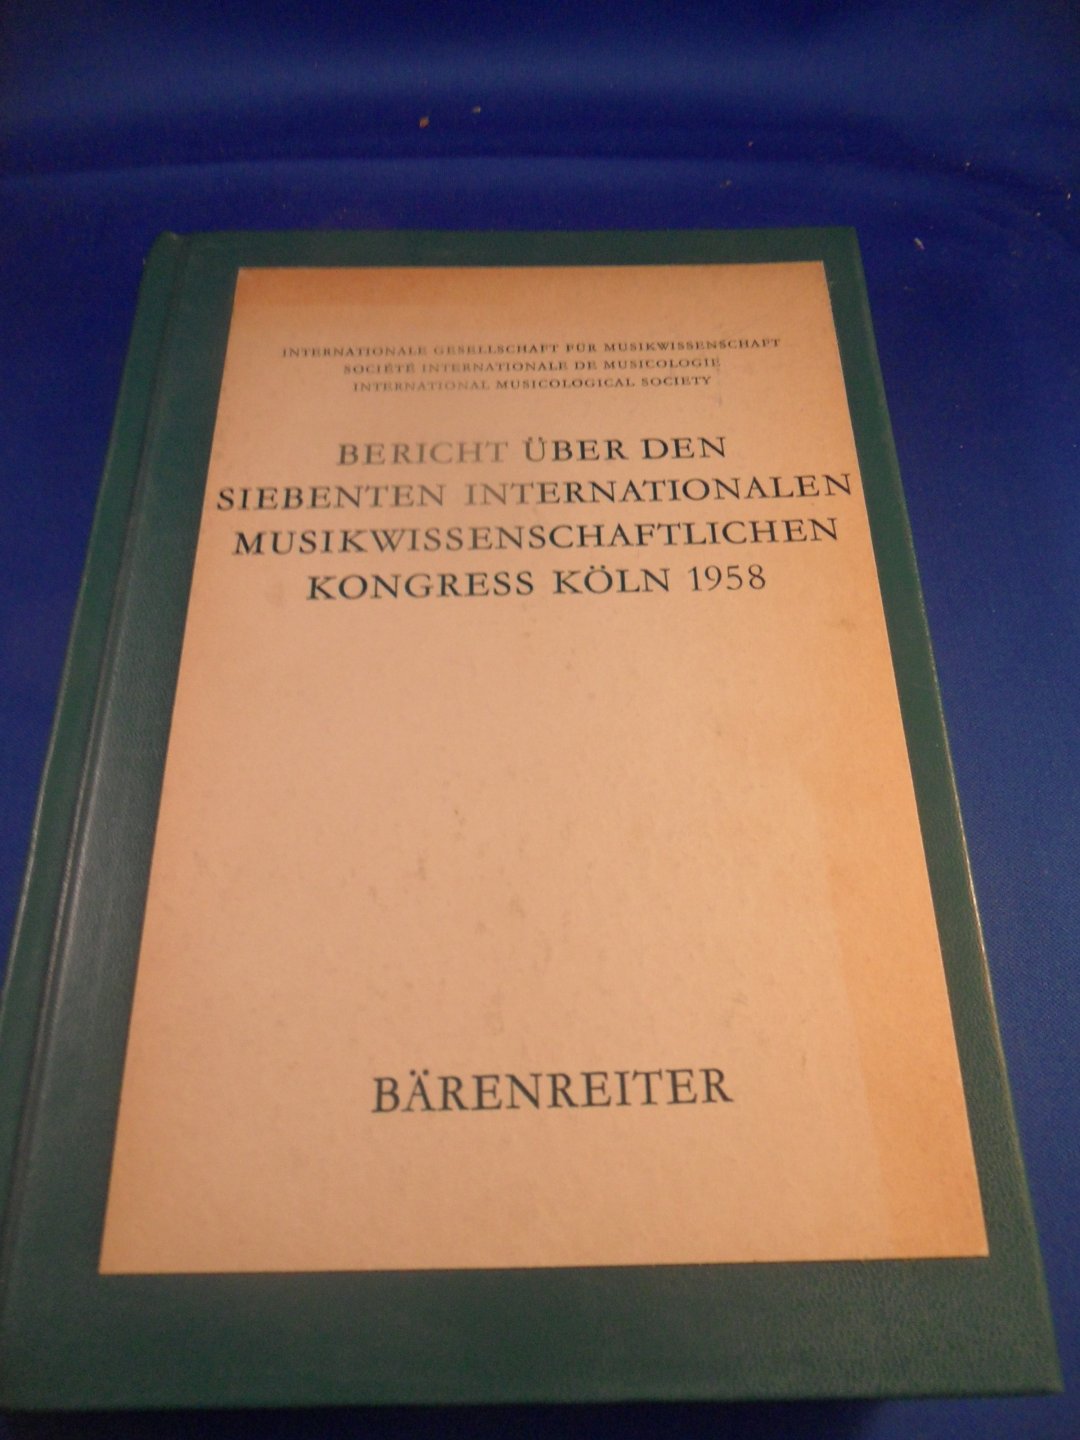 INTERNATIONALE GESELLSCHAFT FÜR MUSIKWISSENSCHAFT
SOCIÉTÉ INTERNATIONALE DE MUSICOLOGIE
INTERNATIONAL MUSICOLOGICAL SOCIETY
BERICHT ÜBER DEN
SIEBENTEN INTERNATIONALEN
MUSIKWISSENSCHAFTLICHEN
KONGRESS KÖLN 1958
BÄRENREITER